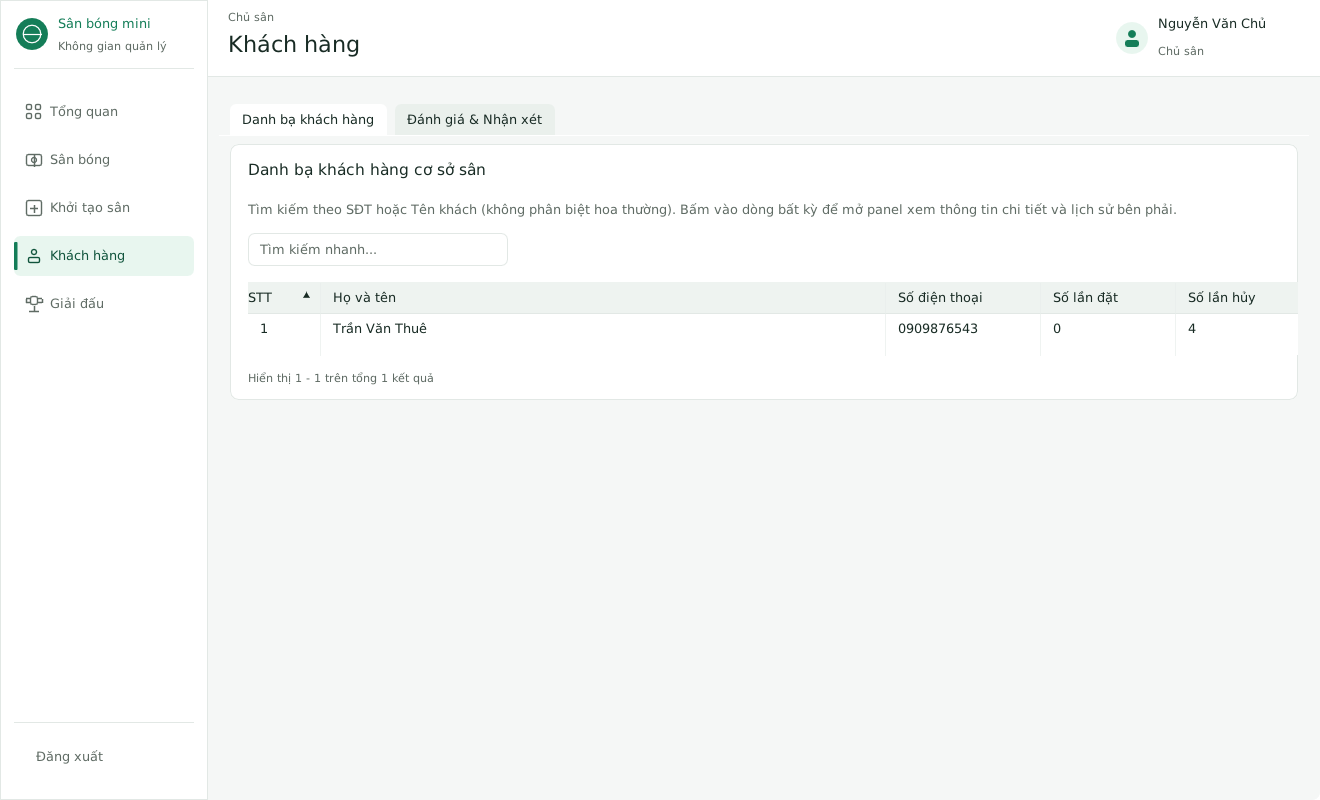 Sân bóng mini
Không gian quản lý
Tổng quan
Sân bóng
Khởi tạo sân
Khách hàng
Giải đấu
Đăng xuất
Chủ sân
Khách hàng
Nguyễn Văn Chủ
Chủ sân
Danh bạ khách hàng
Đánh giá & Nhận xét
Danh bạ khách hàng cơ sở sân
Tìm kiếm theo SĐT hoặc Tên khách (không phân biệt hoa thường). Bấm vào dòng bất kỳ để mở panel xem thông tin chi tiết và lịch sử bên phải.
Tìm kiếm nhanh...
STT ▲ Họ và tên Số điện thoại Số lần đặt Số lần hủy
1 Trần Văn Thuê 0909876543 0 4
Hiển thị 1 - 1 trên tổng 1 kết quả